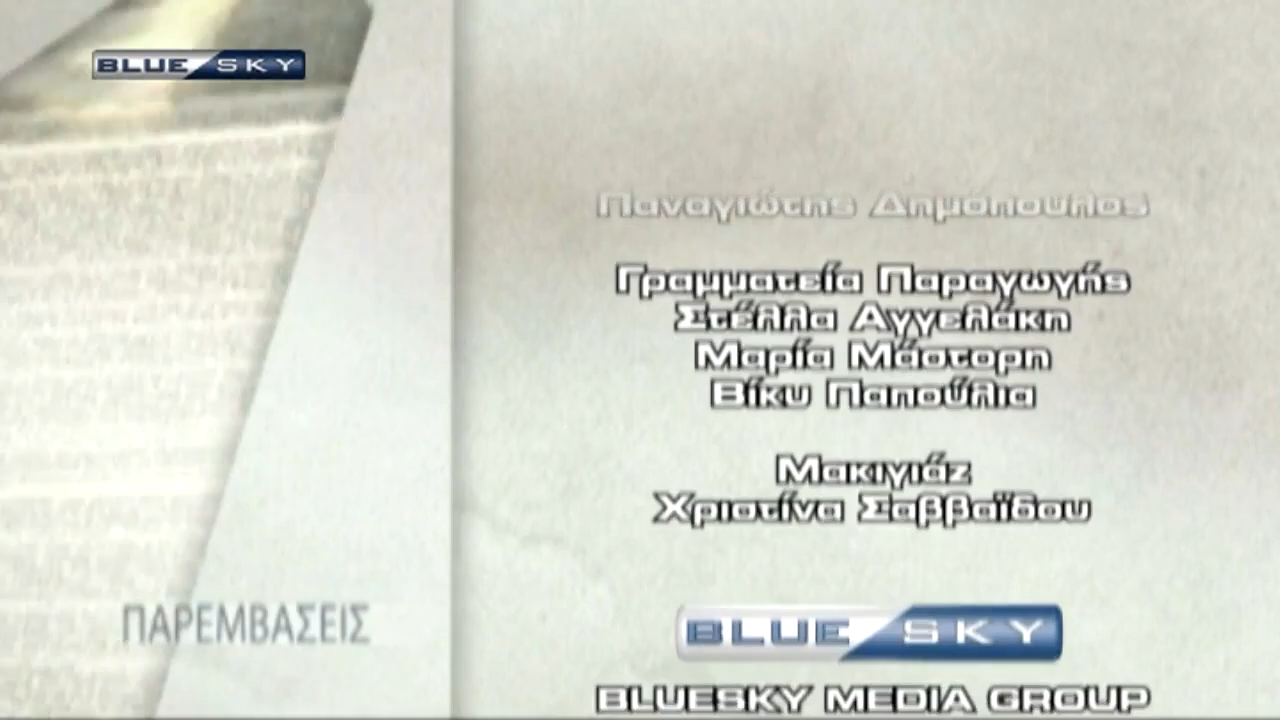 BLUE SKY
Παναγιώτης Δημόπουλος
Γραμματεία Παραγωγής
Στέλλα Αγγελάκη
Μαρία Μάστορη
Βίκυ Παπούλια
Μακιγιάζ
Χριστίνα Σαββαΐδου
ΠΑΡΕΜΒΑΣΕΙΣ
BLUE SKY
BLUESKY MEDIA GROUP